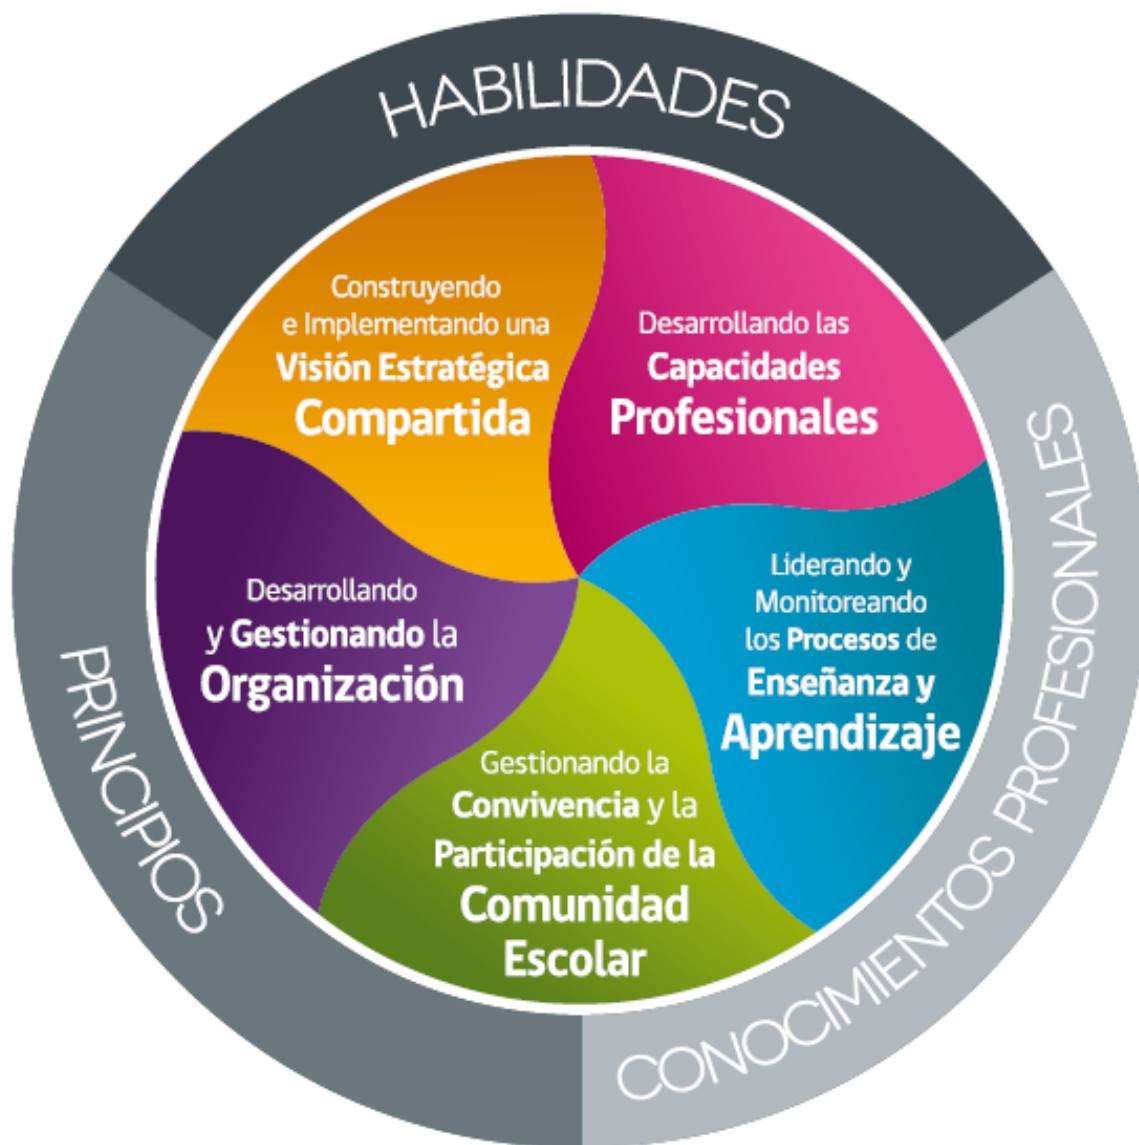 HABILIDADES
Construyendo
e Implementando una
Visión Estratégica
Compartida
Desarrollando las
Capacidades
Profesionales
Liderando y
Monitoreando
los Procesos de
Enseñanza y
Aprendizaje
Gestionando la
Convivencia y la
Participación de la
Comunidad
Escolar
Desarrollando
y Gestionando la
Organización
PRINCIPIOS
CONOCIMIENTOS PROFESIONALES